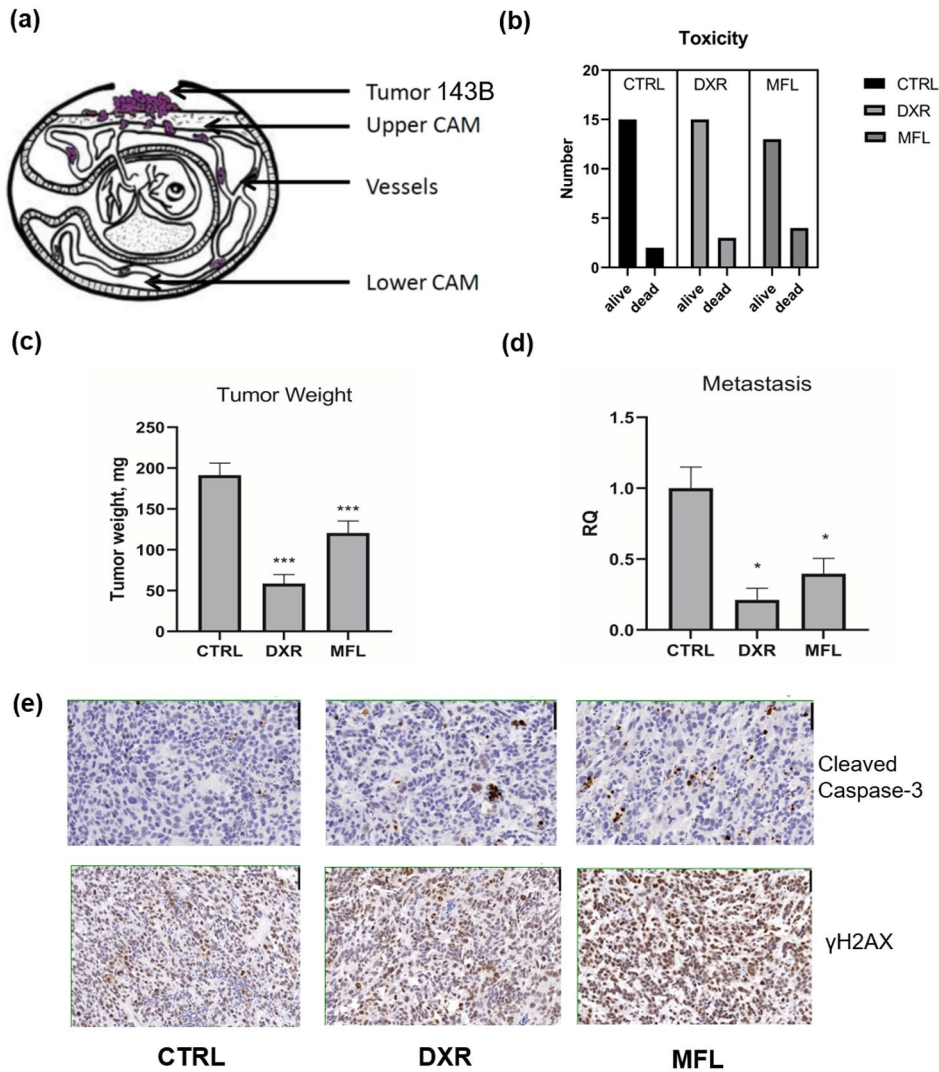 (a)
Tumor 143B
Upper CAM
Vessels
Lower CAM
(b)
Toxicity
CTRL DXR MFL
20
15
10
5
0
Number
alive dead alive dead alive dead
CTRL
DXR
MFL
(c)
Tumor Weight
250
200
150
100
50
0
Tumor weight, mg
***
***
CTRL DXR MFL
(d)
Metastasis
1.5
1.0
0.5
0.0
RQ
*
*
CTRL DXR MFL
(e)
Cleaved
Caspase-3
γH2AX
CTRL DXR MFL